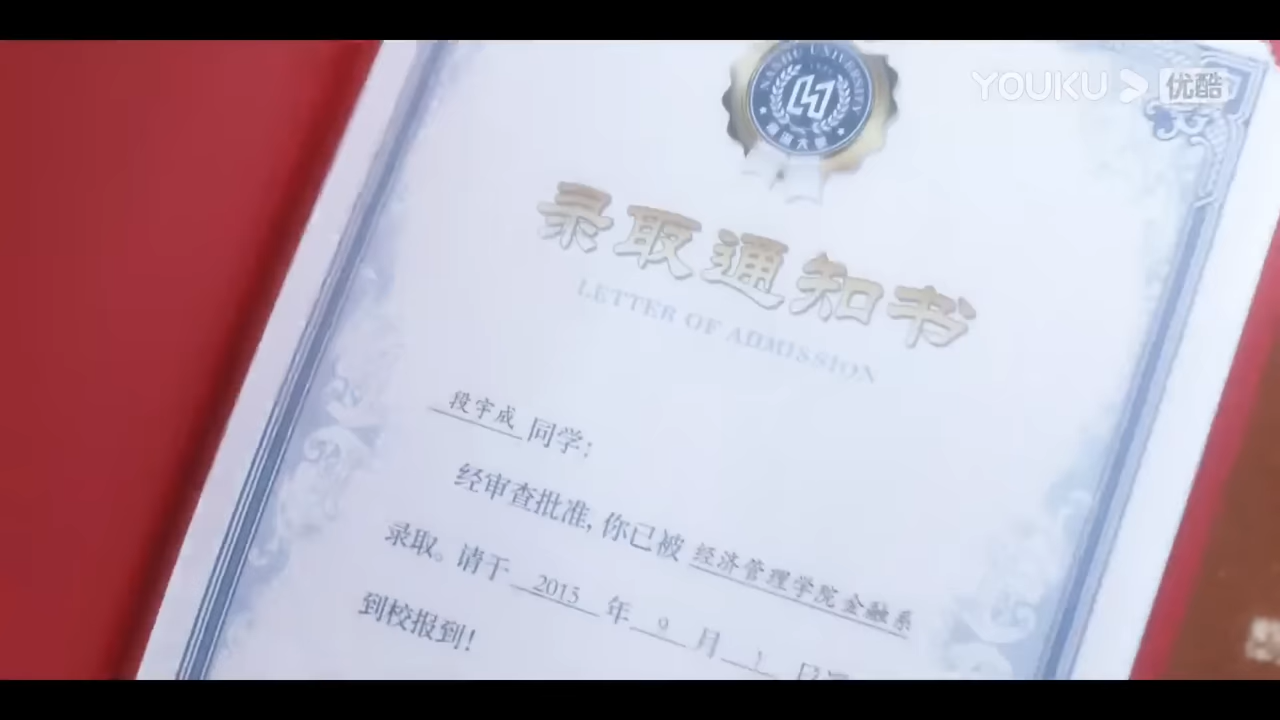 YOUKU 优酷
NANHU UNIVERSITY
录取通知书
LETTER OF ADMISSION
段宇成 同学:
经审查批准, 你已被 经济管理学院金融系
录取。请于 2015 年 9 月 1 日
到校报到!